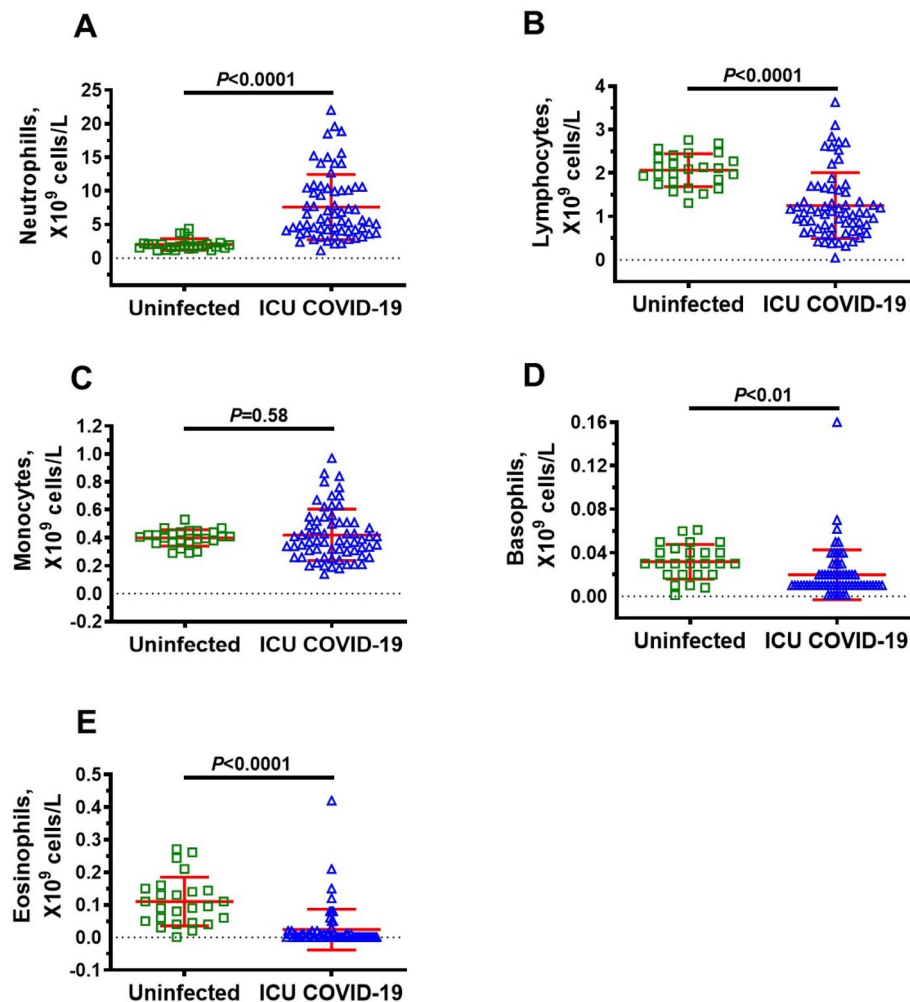 A
P<0.0001
Neutrophills,
X10⁹ cells/L
25
20
15
10
5
0
Uninfected ICU COVID-19
B
P<0.0001
Lymphocytes,
X10⁹ cells/L
4
3
2
1
0
Uninfected ICU COVID-19
C
P=0.58
Monocytes,
X10⁹ cells/L
1.2
1.0
0.8
0.6
0.4
0.2
0.0
-0.2
Uninfected ICU COVID-19
D
P<0.01
Basophils,
X10⁹ cells/L
0.16
0.12
0.08
0.04
0.00
Uninfected ICU COVID-19
E
P<0.0001
Eosinophils,
X10⁹ cells/L
0.5
0.4
0.3
0.2
0.1
0.0
-0.1
Uninfected ICU COVID-19